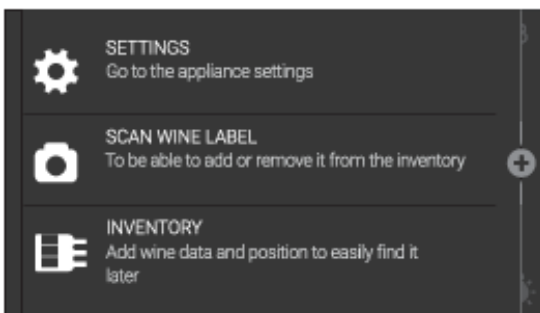 SETTINGS
Go to the appliance settings
SCAN WINE LABEL
To be able to add or remove it from the inventory
INVENTORY
Add wine data and position to easily find it
later